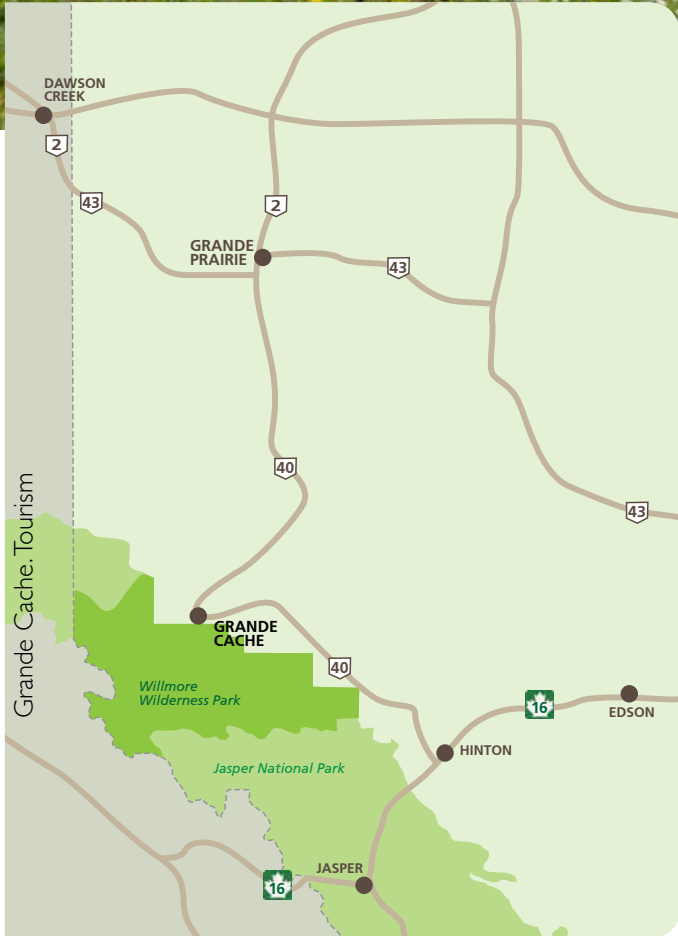 DAWSON
CREEK
2
43
2
GRANDE
PRAIRIE
43
40
43
Grande Cache. Tourism
GRANDE
CACHE
40
Willmore
Wilderness Park
16
EDSON
HINTON
Jasper National Park
JASPER
16